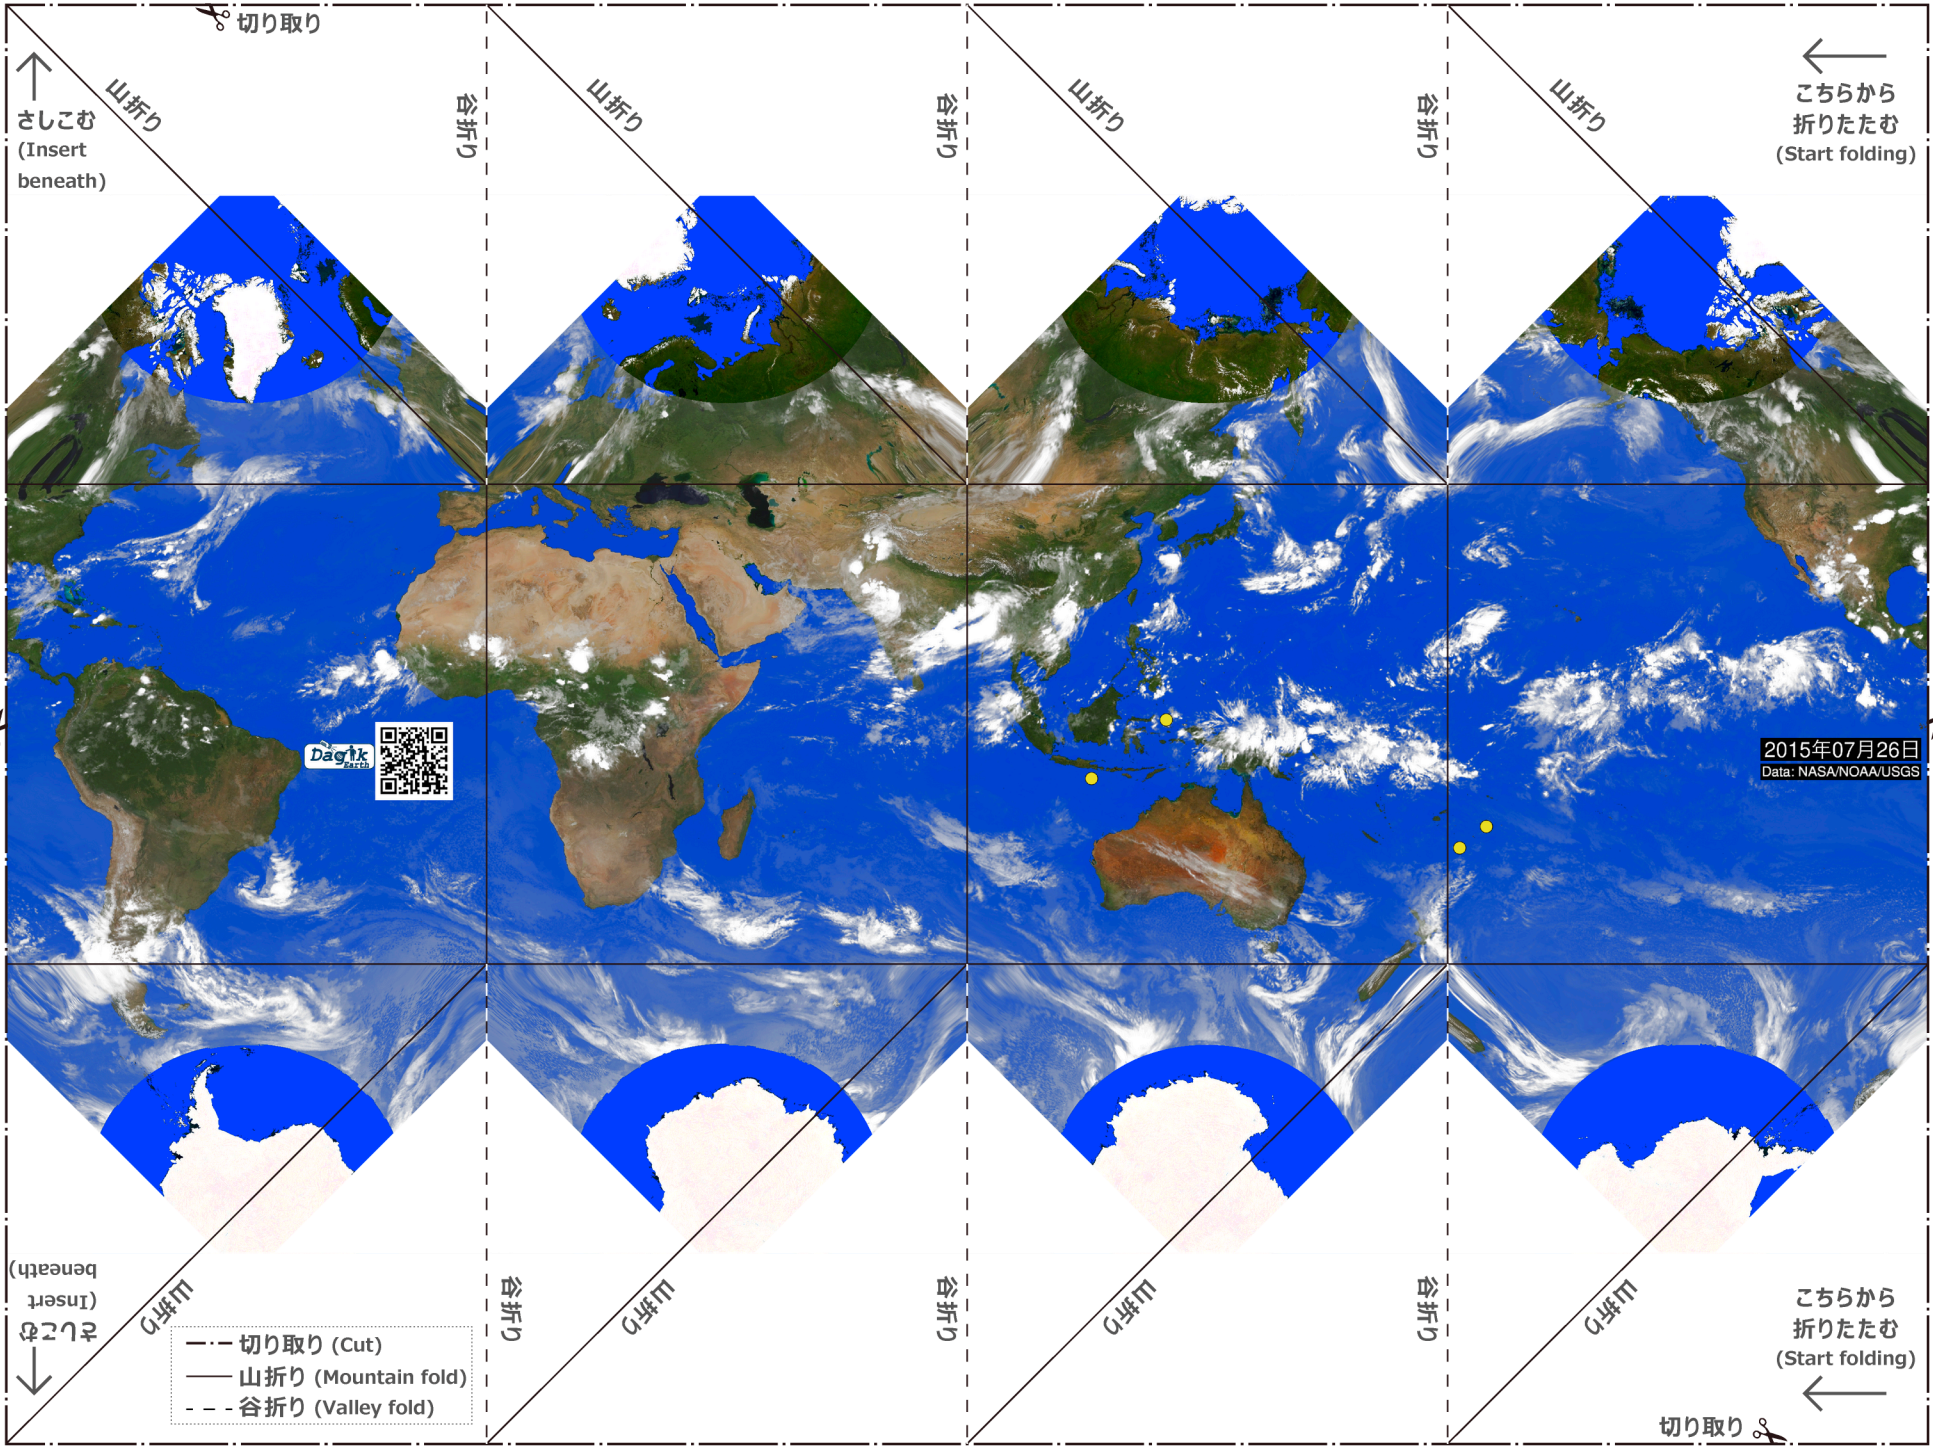 切り取り
山折り
谷折り
山折り
谷折り
山折り
谷折り
山折り
さしこむ
(Insert
beneath)
こちらから
折りたたむ
(Start folding)
Dagik
Earth
2015年07月26日
Data: NASA/NOAA/USGS
さしこむ
(Insert
beneath)
山折り
谷折り
山折り
谷折り
山折り
谷折り
山折り
切り取り (Cut)
山折り (Mountain fold)
谷折り (Valley fold)
こちらから
折りたたむ
(Start folding)
切り取り